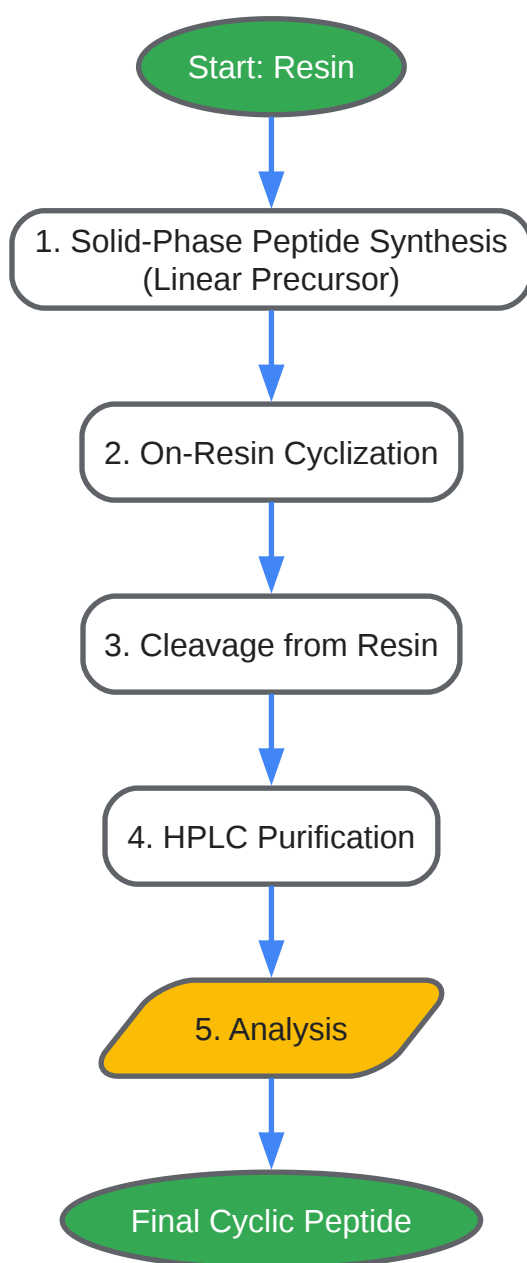 Start: Resin
1. Solid-Phase Peptide Synthesis
(Linear Precursor)
2. On-Resin Cyclization
3. Cleavage from Resin
4. HPLC Purification
5. Analysis
Final Cyclic Peptide